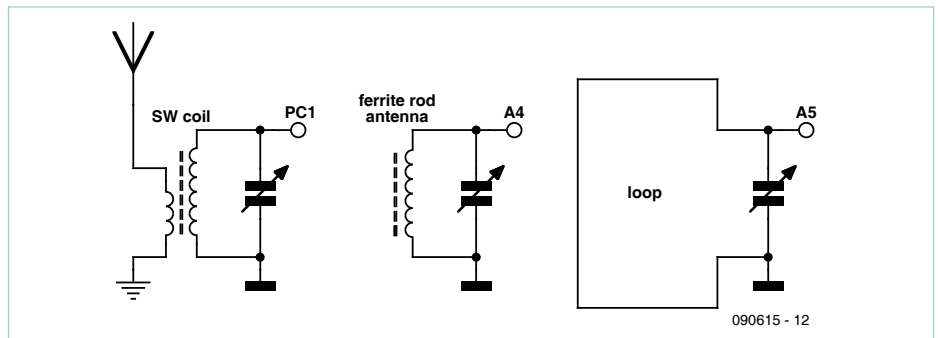 SW coil
PC1
ferrite rod
antenna
A4
loop
A5
090615 - 12